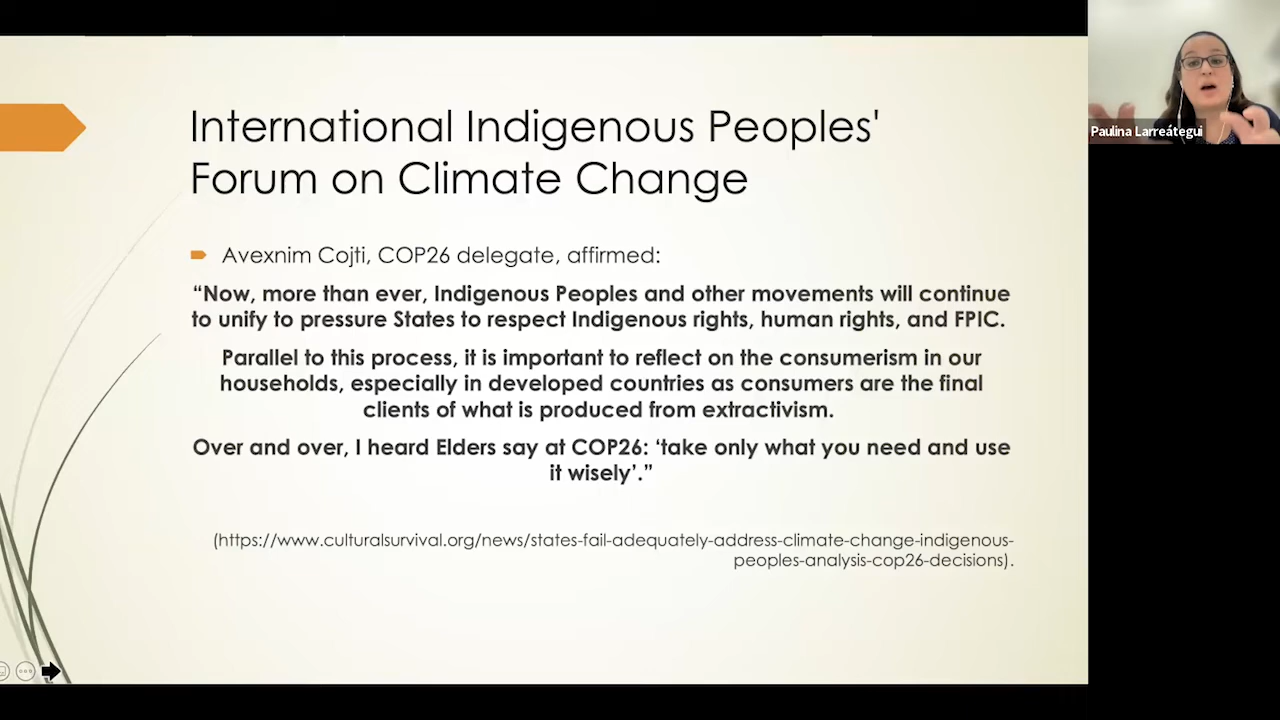 International Indigenous Peoples'
Forum on Climate Change
Avexnim Cojti, COP26 delegate, affirmed:
“Now, more than ever, Indigenous Peoples and other movements will continue
to unify to pressure States to respect Indigenous rights, human rights, and FPIC.
Parallel to this process, it is important to reflect on the consumerism in our
households, especially in developed countries as consumers are the final
clients of what is produced from extractivism.
Over and over, I heard Elders say at COP26: ‘take only what you need and use
it wisely’.”
(https://www.culturalsurvival.org/news/states-fail-adequately-address-climate-change-indigenous-
peoples-analysis-cop26-decisions).
Paulina Larreátegui